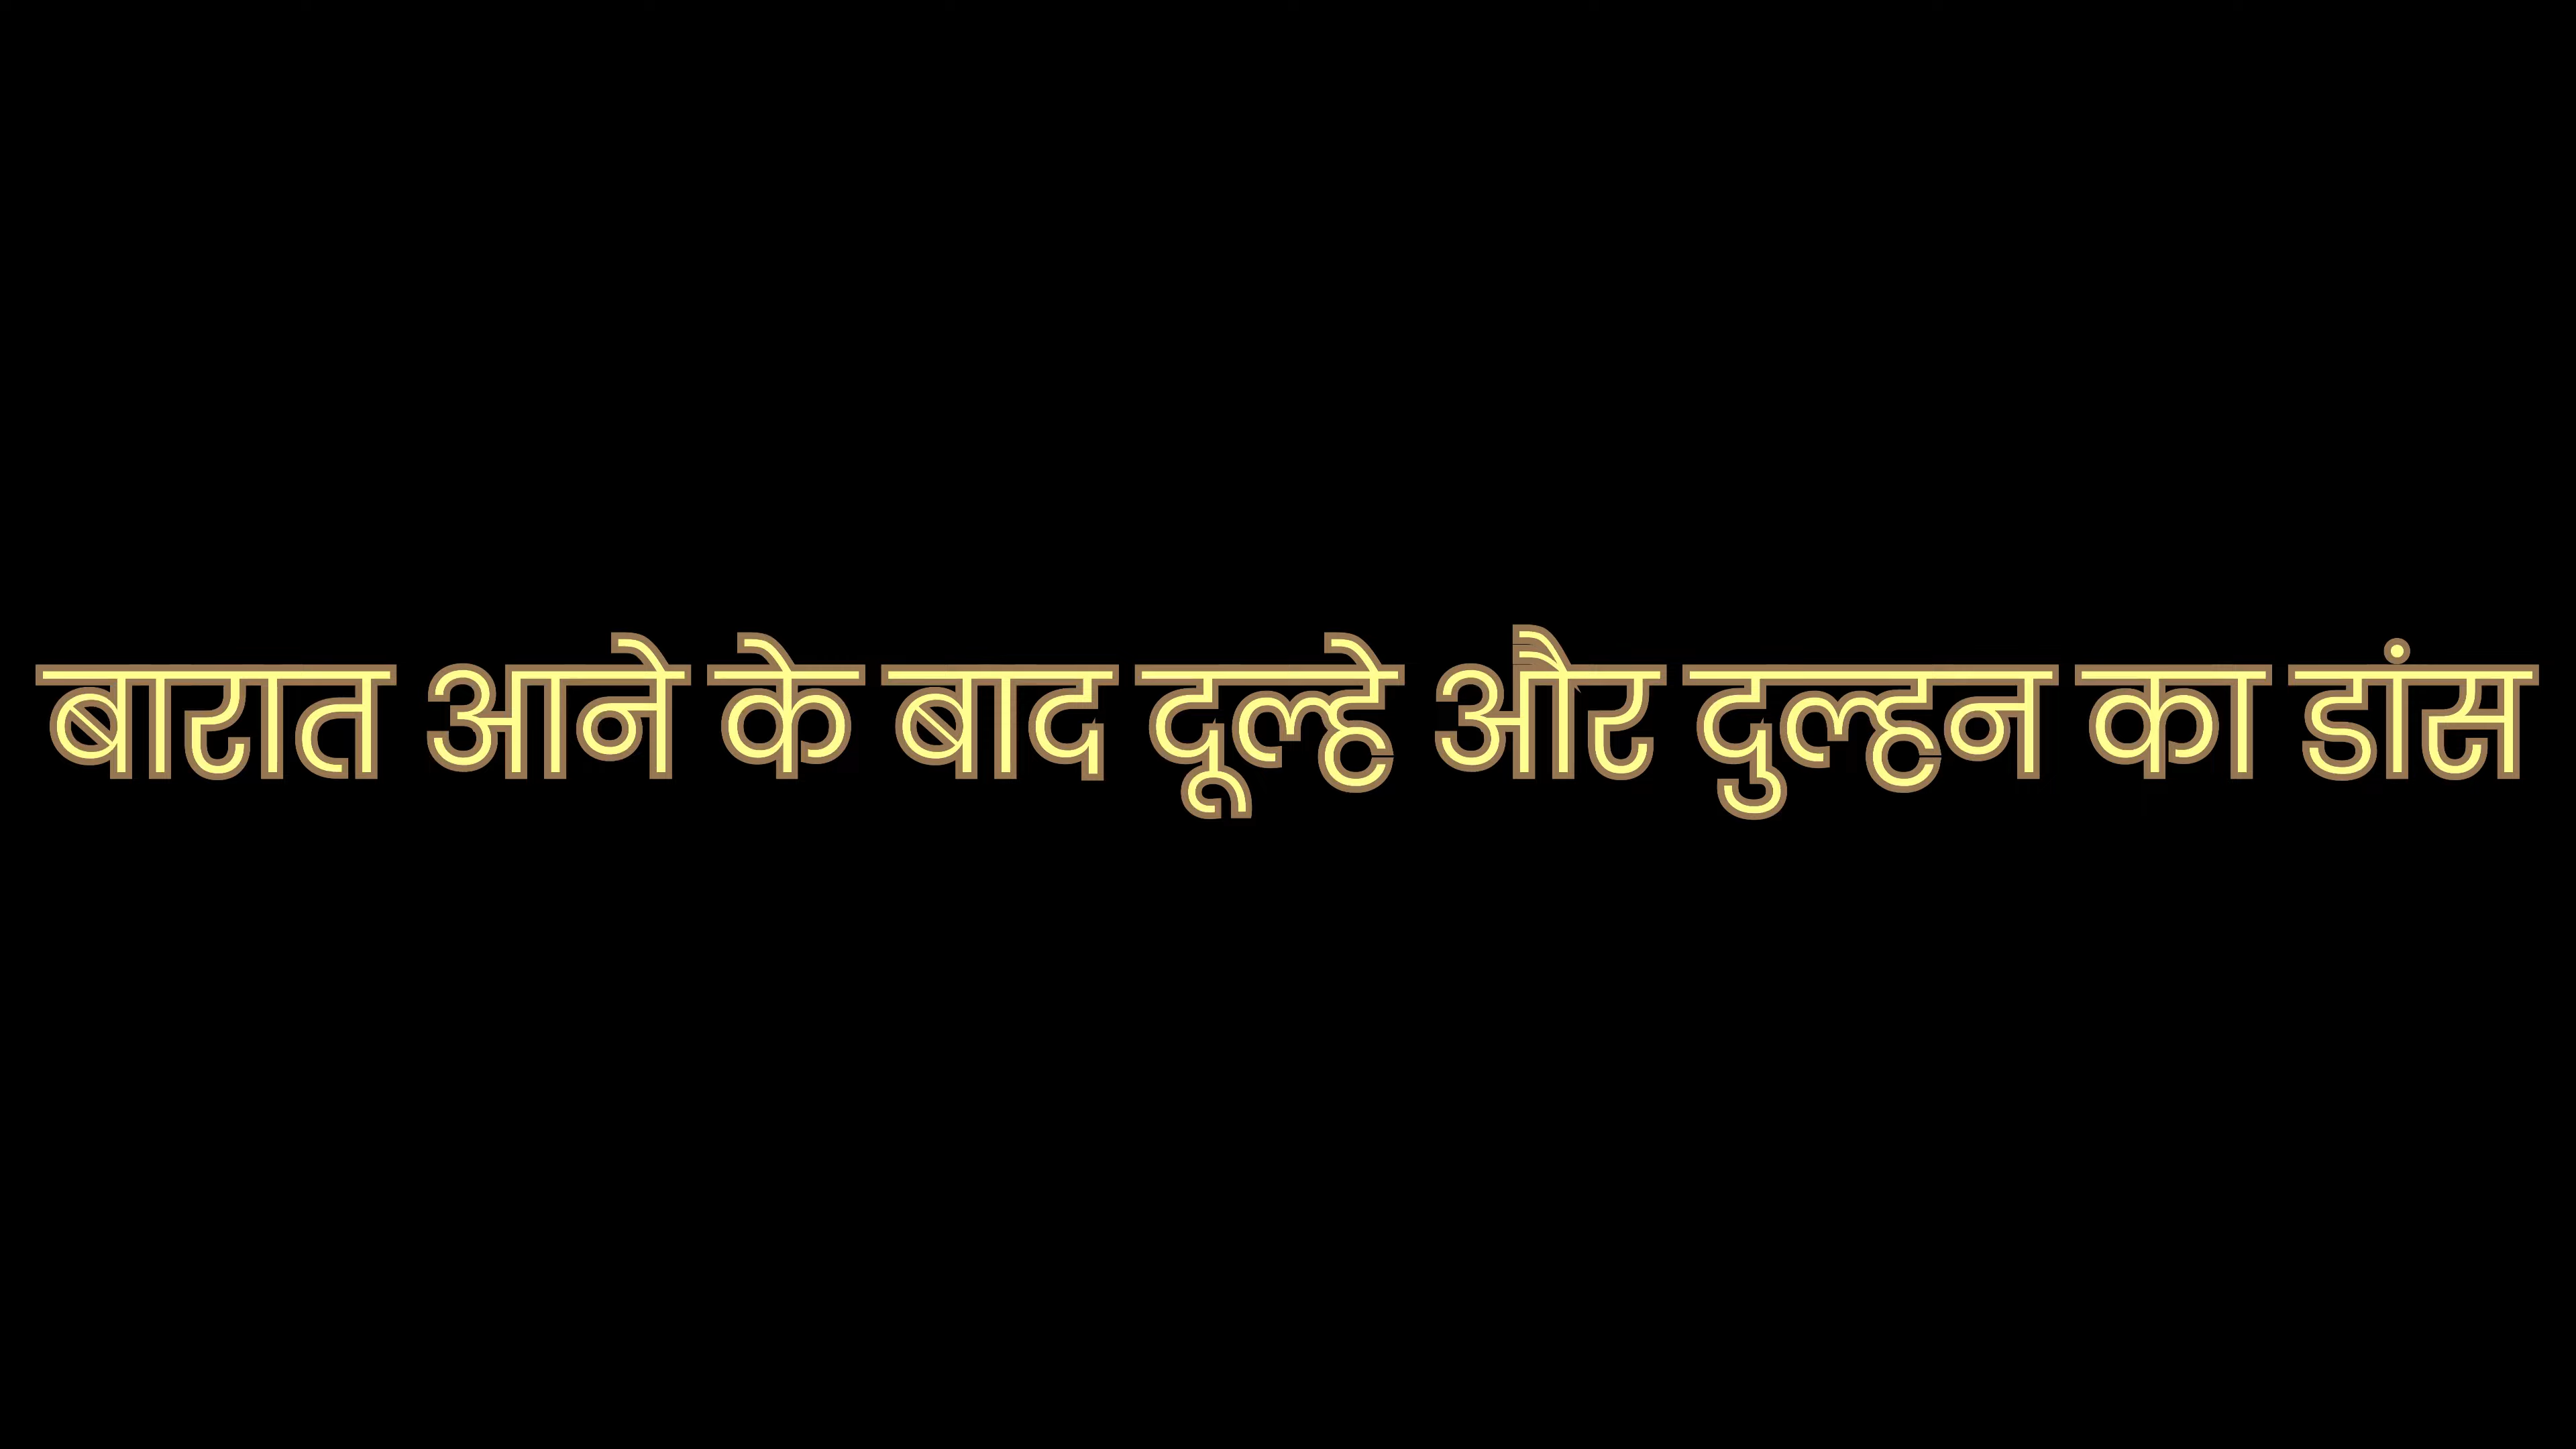 बारात आने के बाद दूल्हे और दुल्हन का डांस